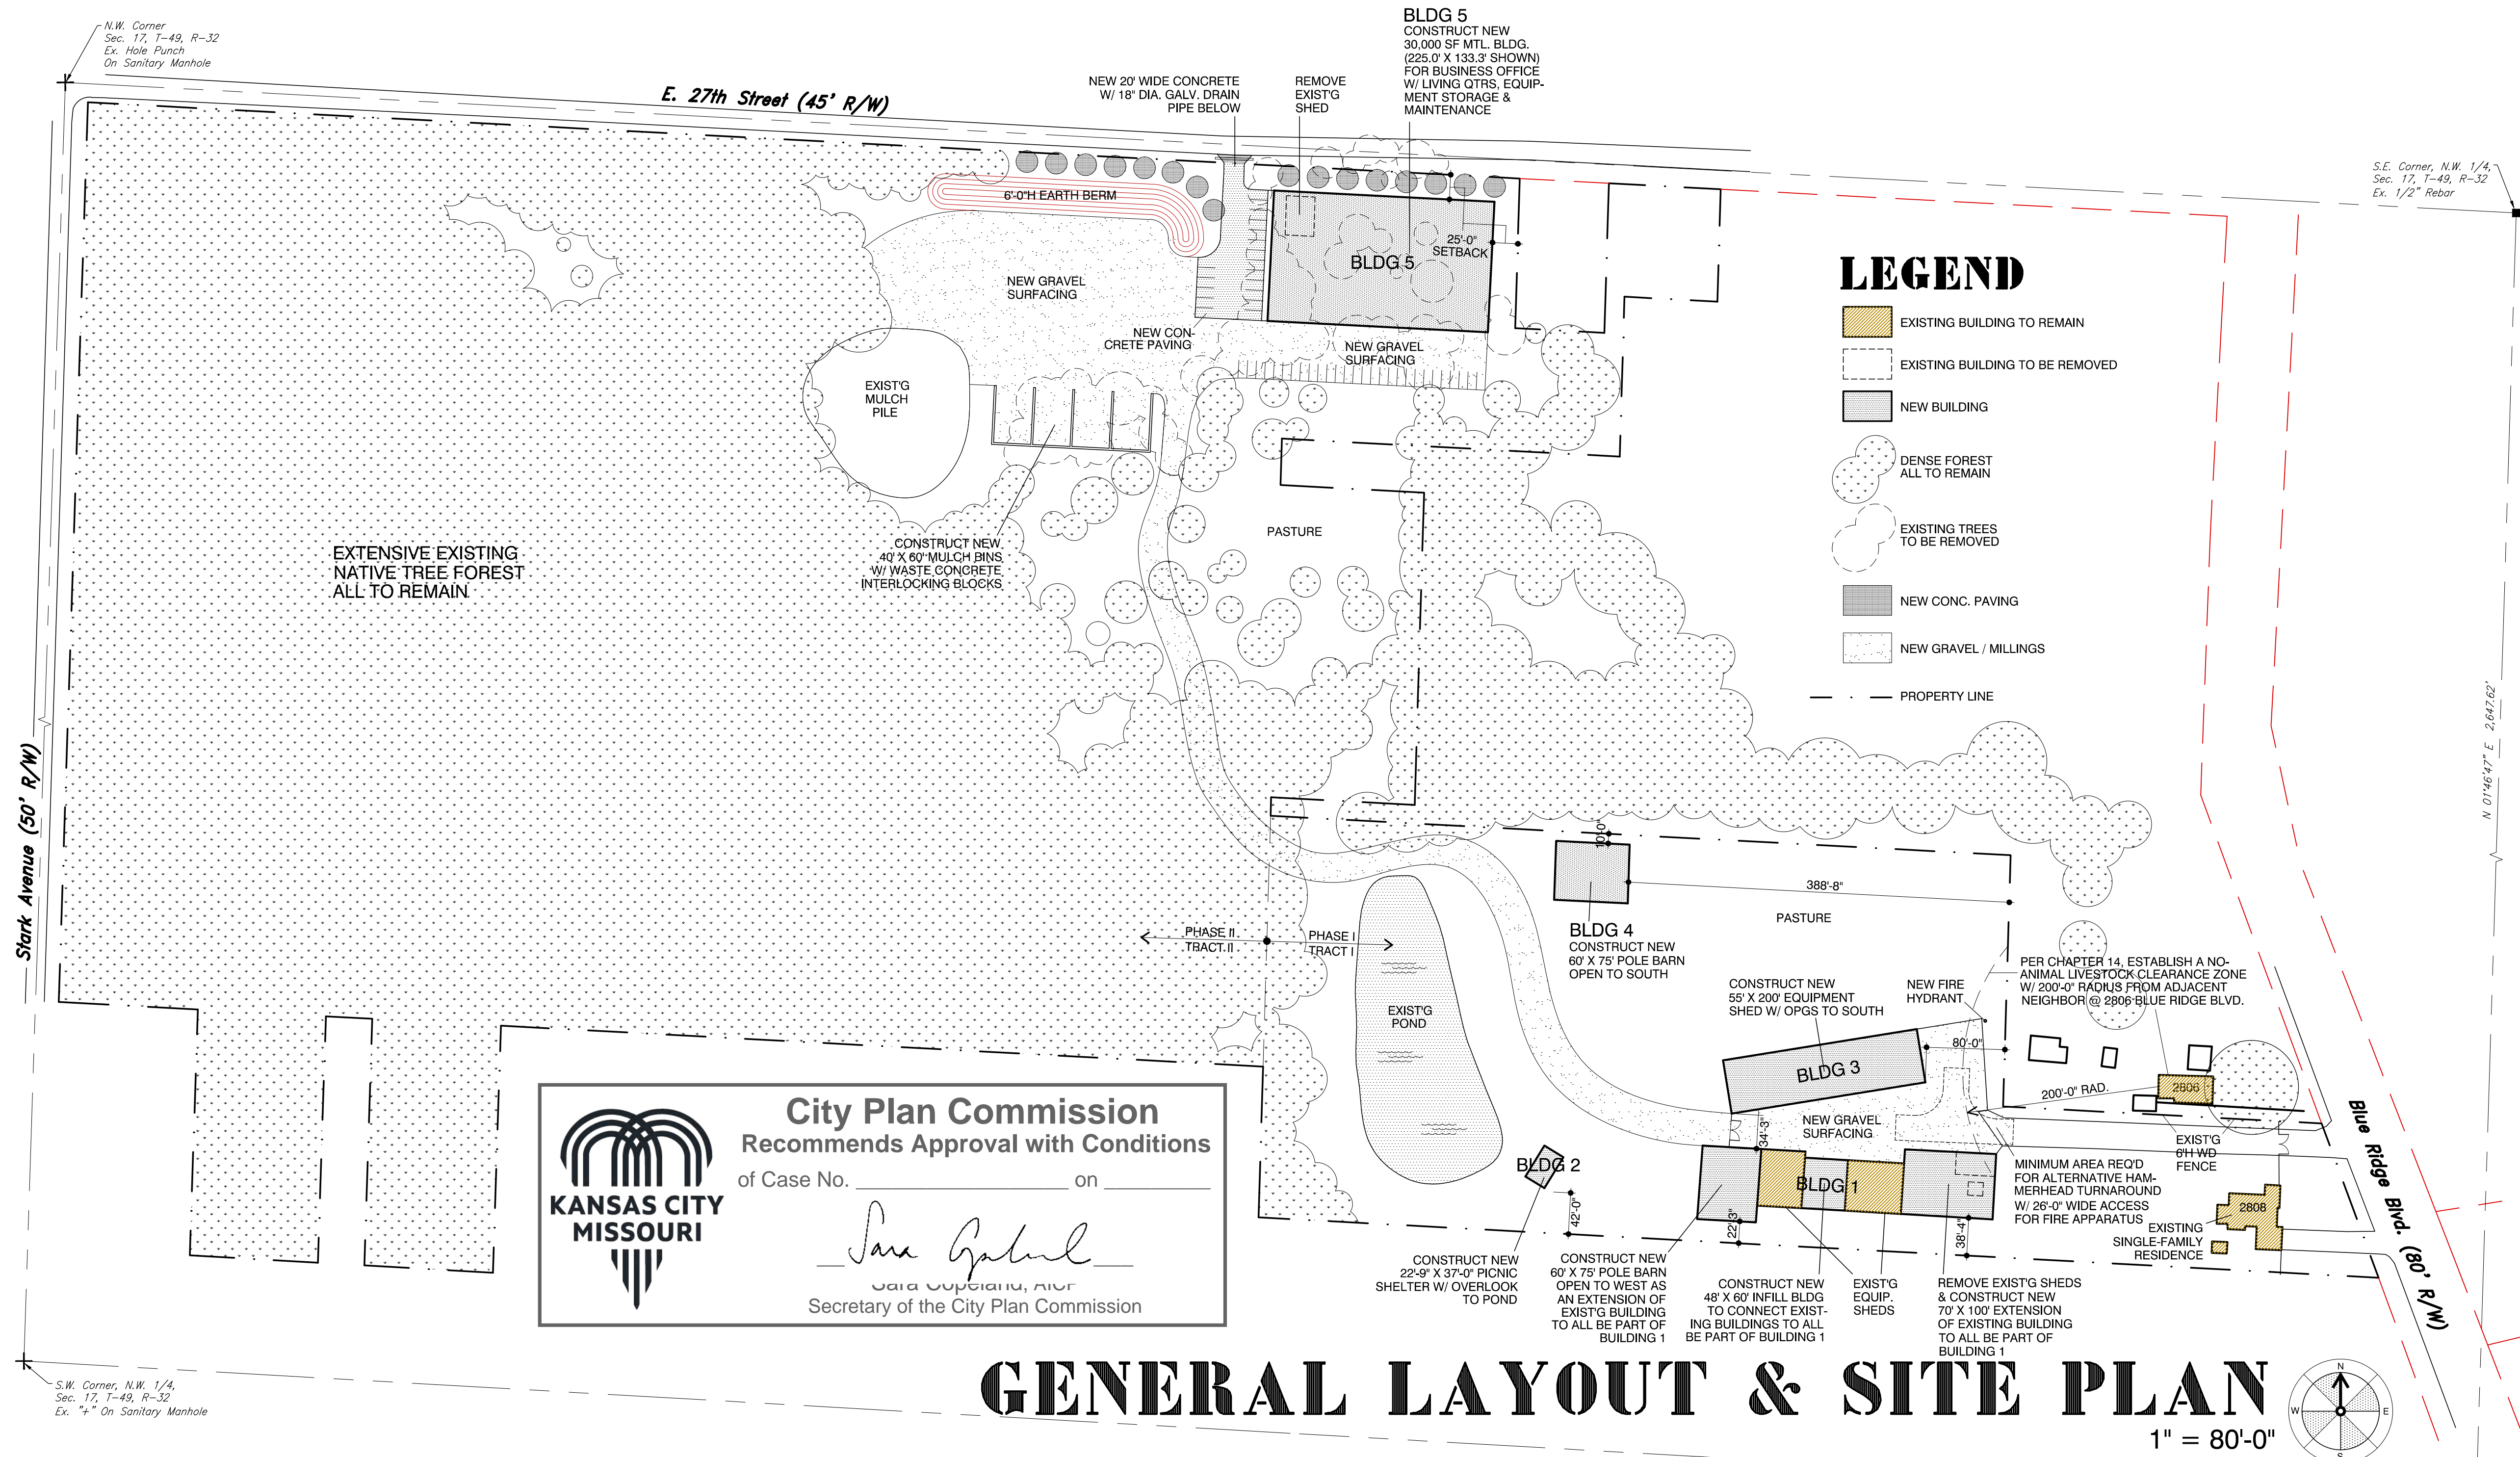 N.W. Corner
Sec. 17, T-49, R-32
Ex. Hole Punch
On Sanitary Manhole
E. 27th Street (45' R/W)
NEW 20' WIDE CONCRETE
W/ 18" DIA. GALV. DRAIN
PIPE BELOW
REMOVE
EXIST'G
SHED
BLDG 5
CONSTRUCT NEW
30,000 SF MTL. BLDG.
(225.0' X 133.3' SHOWN)
FOR BUSINESS OFFICE
W/ LIVING QTRS, EQUIP-
MENT STORAGE &
MAINTENANCE
S.E. Corner, N.W. 1/4,
Sec. 17, T-49, R-32
Ex. 1/2" Rebar
6'-0"H EARTH BERM
25'-0"
SETBACK
BLDG 5
NEW GRAVEL
SURFACING
NEW CON-
CRETE PAVING
NEW GRAVEL
SURFACING
EXIST'G
MULCH
PILE
LEGEND
EXISTING BUILDING TO REMAIN
EXISTING BUILDING TO BE REMOVED
NEW BUILDING
DENSE FOREST
ALL TO REMAIN
EXISTING TREES
TO BE REMOVED
NEW CONC. PAVING
NEW GRAVEL / MILLINGS
PROPERTY LINE
EXTENSIVE EXISTING
NATIVE TREE FOREST
ALL TO REMAIN
CONSTRUCT NEW
40' X 60' MULCH BINS
W/ WASTE CONCRETE
INTERLOCKING BLOCKS
PASTURE
Stark Avenue (50' R/W)
N 01°46'47" E 2,647.62'
10'-0"
388'-8"
PASTURE
BLDG 4
CONSTRUCT NEW
60' X 75' POLE BARN
OPEN TO SOUTH
PHASE II
TRACT II
PHASE I
TRACT I
EXIST'G
POND
CONSTRUCT NEW
55' X 200' EQUIPMENT
SHED W/ OPGS TO SOUTH
NEW FIRE
HYDRANT
PER CHAPTER 14, ESTABLISH A NO-
ANIMAL LIVESTOCK CLEARANCE ZONE
W/ 200'-0" RADIUS FROM ADJACENT
NEIGHBOR @ 2806 BLUE RIDGE BLVD.
80'-0"
BLDG 3
200'-0" RAD.
2806
NEW GRAVEL
SURFACING
34'-3"
EXIST'G
6'H WD
FENCE
Blue Ridge Blvd. (80' R/W)
BLDG 2
BLDG 1
MINIMUM AREA REQ'D
FOR ALTERNATIVE HAM-
MERHEAD TURNAROUND
W/ 26'-0" WIDE ACCESS
FOR FIRE APPARATUS
2808
EXISTING
SINGLE-FAMILY
RESIDENCE
42'-0"
22'-3"
38'-4"
CONSTRUCT NEW
22'-9" X 37'-0" PICNIC
SHELTER W/ OVERLOOK
TO POND
CONSTRUCT NEW
60' X 75' POLE BARN
OPEN TO WEST AS
AN EXTENSION OF
EXIST'G BUILDING
TO ALL BE PART OF
BUILDING 1
CONSTRUCT NEW
48' X 60' INFILL BLDG
TO CONNECT EXIST-
ING BUILDINGS TO ALL
BE PART OF BUILDING 1
EXIST'G
EQUIP.
SHEDS
REMOVE EXIST'G SHEDS
& CONSTRUCT NEW
70' X 100' EXTENSION
OF EXISTING BUILDING
TO ALL BE PART OF
BUILDING 1
KANSAS CITY
MISSOURI
City Plan Commission
Recommends Approval with Conditions
of Case No. ____________________ on __________
Sara Copeland, AICP
Secretary of the City Plan Commission
S.W. Corner, N.W. 1/4,
Sec. 17, T-49, R-32
Ex. "+" On Sanitary Manhole
GENERAL LAYOUT & SITE PLAN
1" = 80'-0"
N
W
E
S